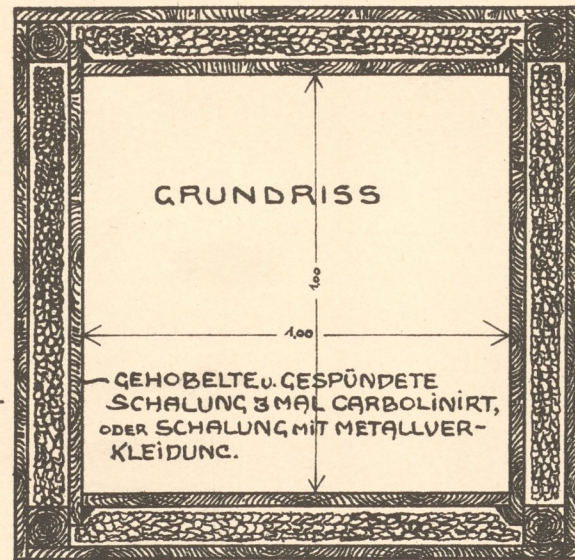 GRUNDRISS
1,00
1,00
GEHOBELTE U. GESPÜNDETE
SCHALUNG 3 MAL CARBOLINIRT,
ODER SCHALUNG MIT METALLVER-
KLEIDUNG.